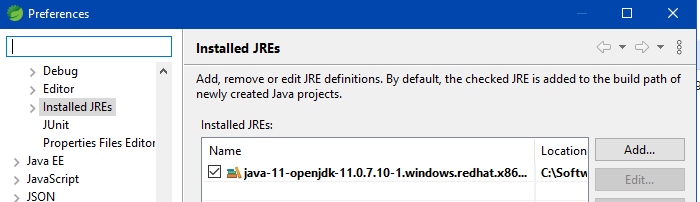 Preferences
Installed JREs
Debug
Editor
Installed JREs
JUnit
Properties Files Editor
Java EE
JavaScript
JSON
Add, remove or edit JRE definitions. By default, the checked JRE is added to the build path of
newly created Java projects.
Installed JREs:
Name Location
java-11-openjdk-11.0.7.10-1.windows.redhat.x86... C:\Softw
Add...
Edit...